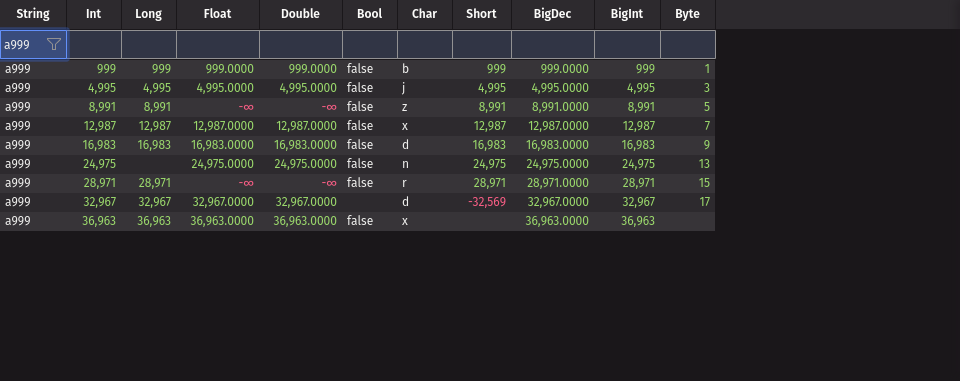 String Int Long Float Double Bool Char Short BigDec BigInt Byte
a999
a999 999 999 999.0000 999.0000 false b 999 999.0000 999 1
a999 4,995 4,995 4,995.0000 4,995.0000 false j 4,995 4,995.0000 4,995 3
a999 8,991 8,991 -∞ -∞ false z 8,991 8,991.0000 8,991 5
a999 12,987 12,987 12,987.0000 12,987.0000 false x 12,987 12,987.0000 12,987 7
a999 16,983 16,983 16,983.0000 16,983.0000 false d 16,983 16,983.0000 16,983 9
a999 24,975 24,975.0000 24,975.0000 false n 24,975 24,975.0000 24,975 13
a999 28,971 28,971 -∞ -∞ false r 28,971 28,971.0000 28,971 15
a999 32,967 32,967 32,967.0000 32,967.0000 d -32,569 32,967.0000 32,967 17
a999 36,963 36,963 36,963.0000 36,963.0000 false x 36,963.0000 36,963